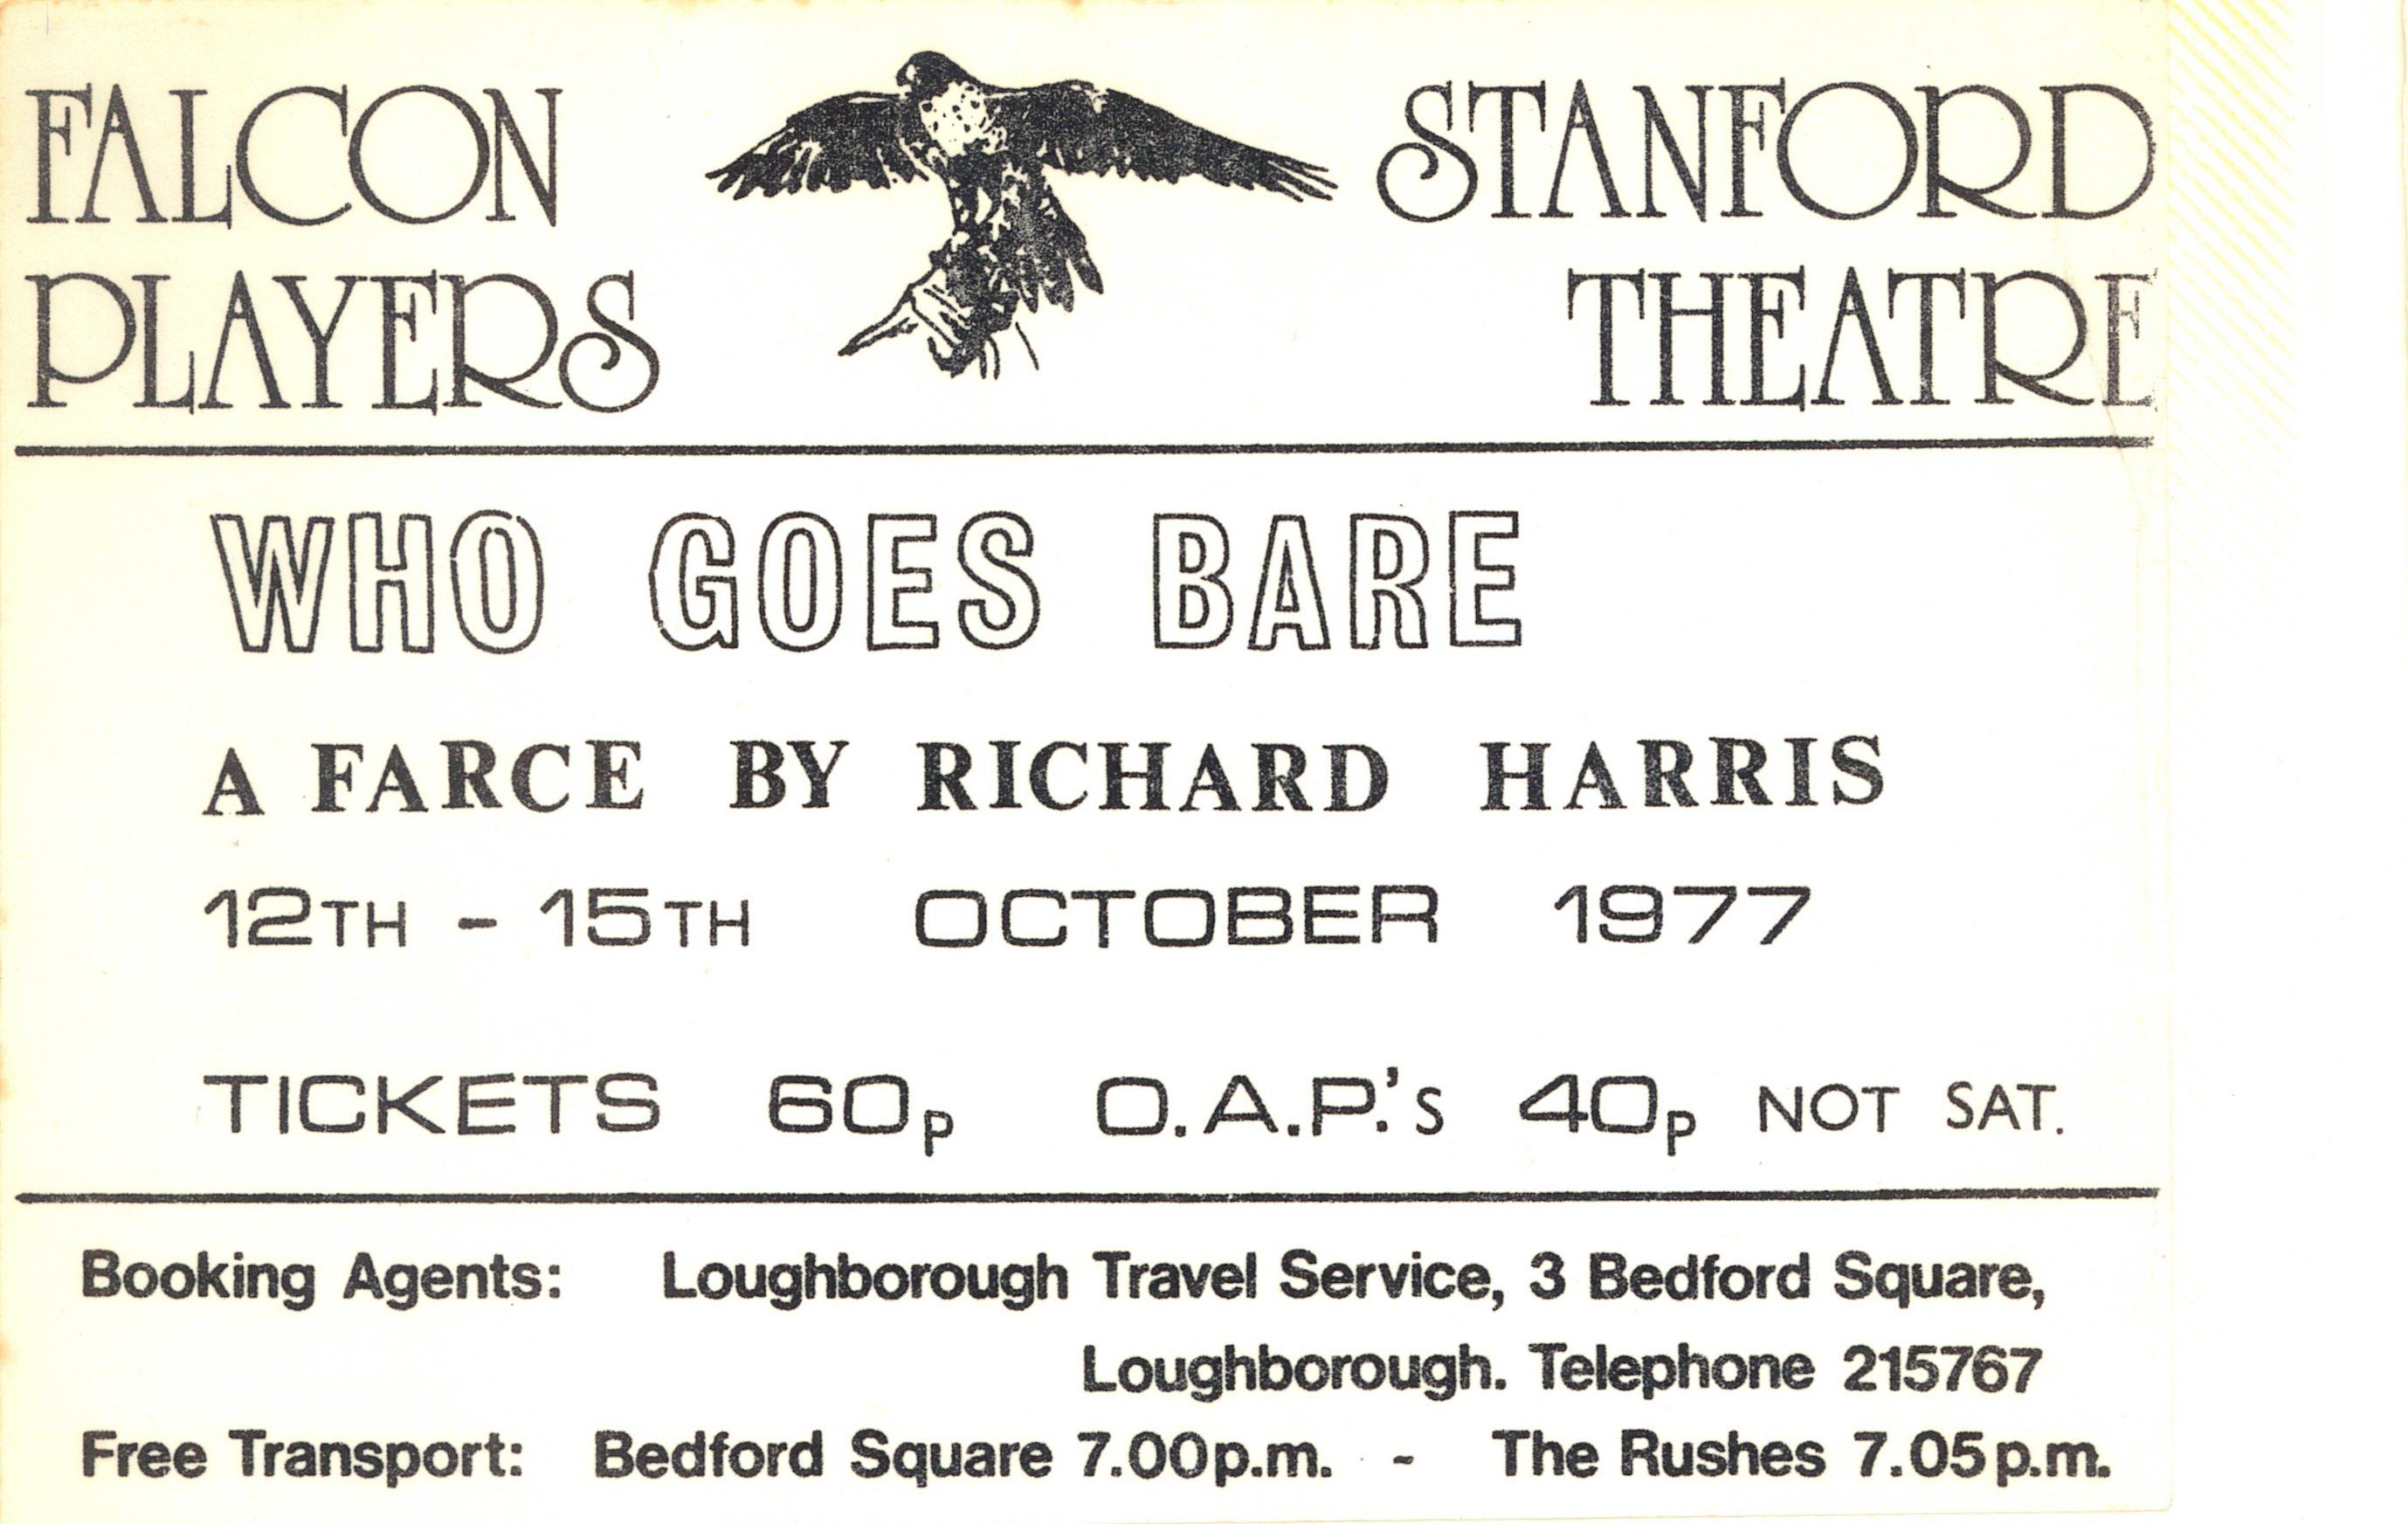 FALCON PLAYERS
STANFORD THEATRE
WHO GOES BARE
A FARCE BY RICHARD HARRIS
12TH - 15TH OCTOBER 1977
TICKETS 60p O.A.P.'s 40p NOT SAT.
Booking Agents: Loughborough Travel Service, 3 Bedford Square,
Loughborough. Telephone 215767
Free Transport: Bedford Square 7.00p.m. - The Rushes 7.05p.m.